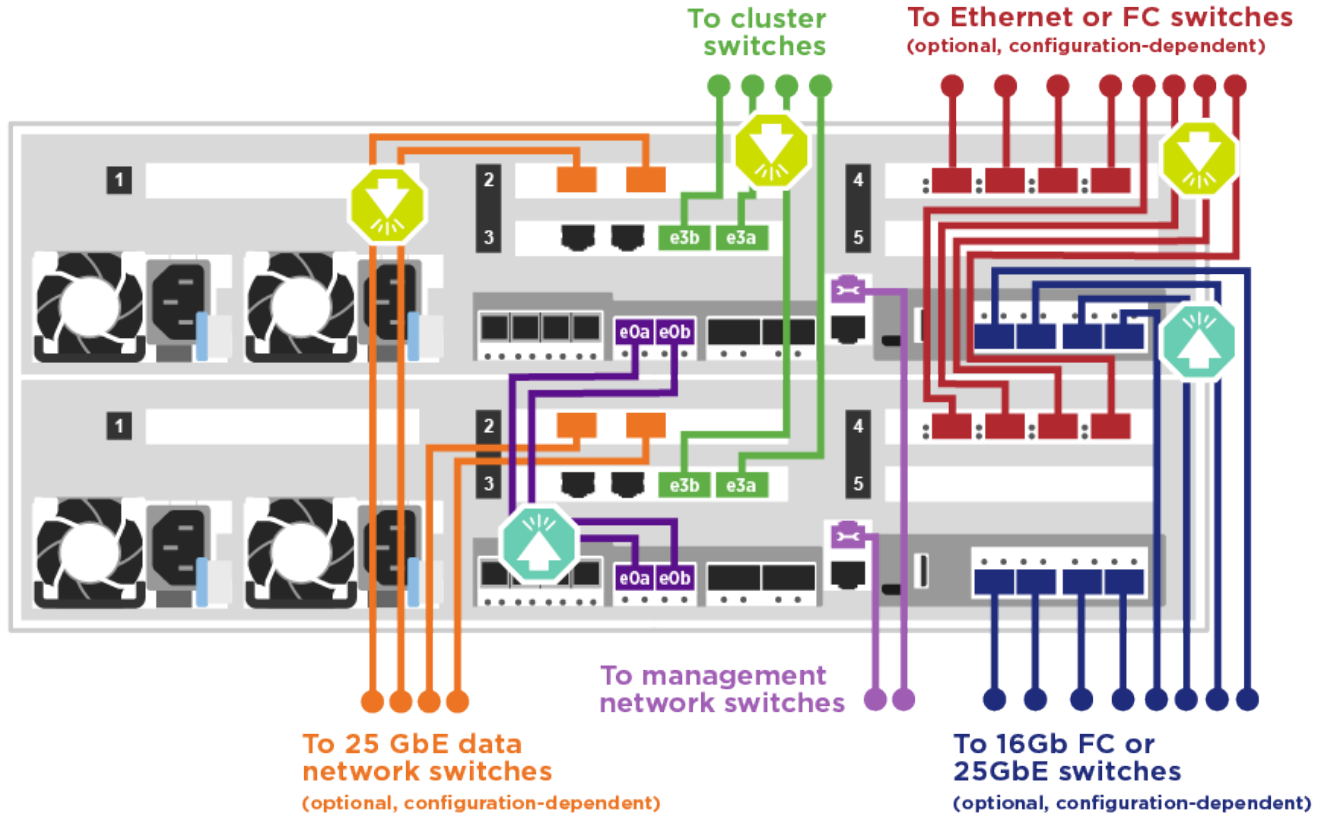 To cluster
switches
To Ethernet or FC switches
(optional, configuration-dependent)
1
2
3
e3b e3a
4
5
e0a e0b
1
2
3
e3b e3a
4
5
e0a e0b
To management
network switches
To 25 GbE data
network switches
(optional, configuration-dependent)
To 16Gb FC or
25GbE switches
(optional, configuration-dependent)